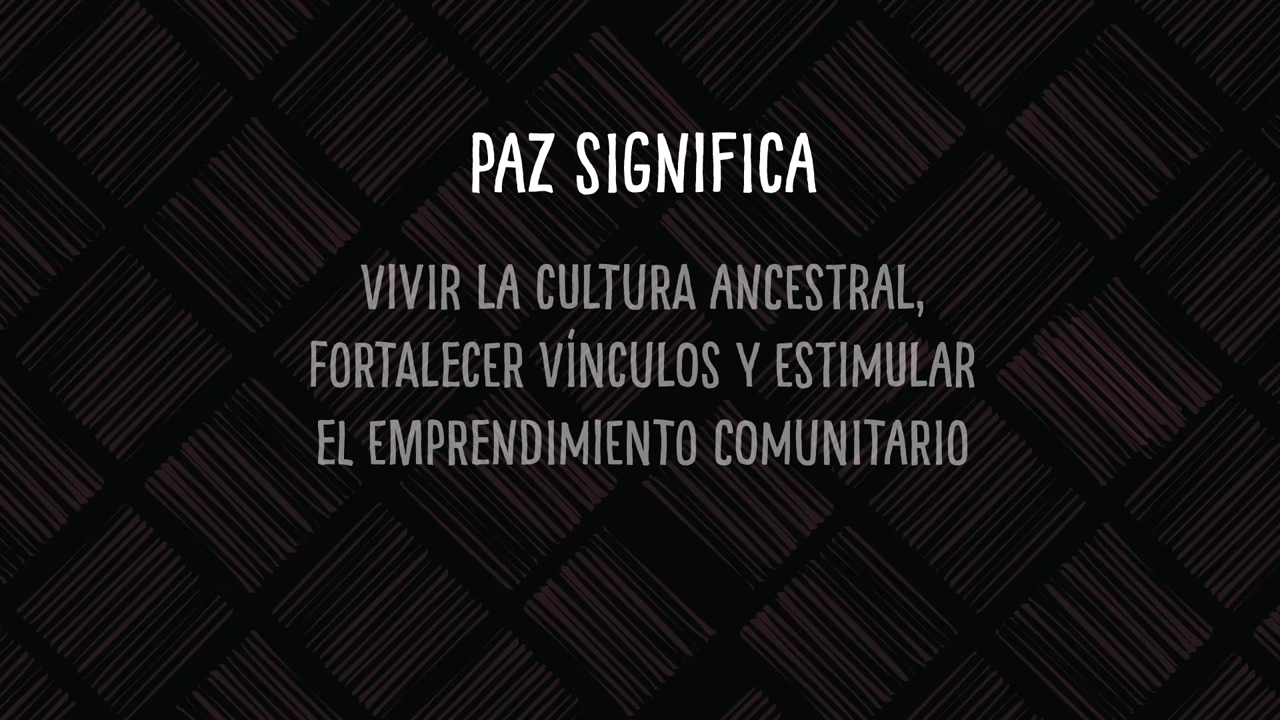 PAZ SIGNIFICA
VIVIR LA CULTURA ANCESTRAL,
FORTALECER VÍNCULOS Y ESTIMULAR
EL EMPRENDIMIENTO COMUNITARIO